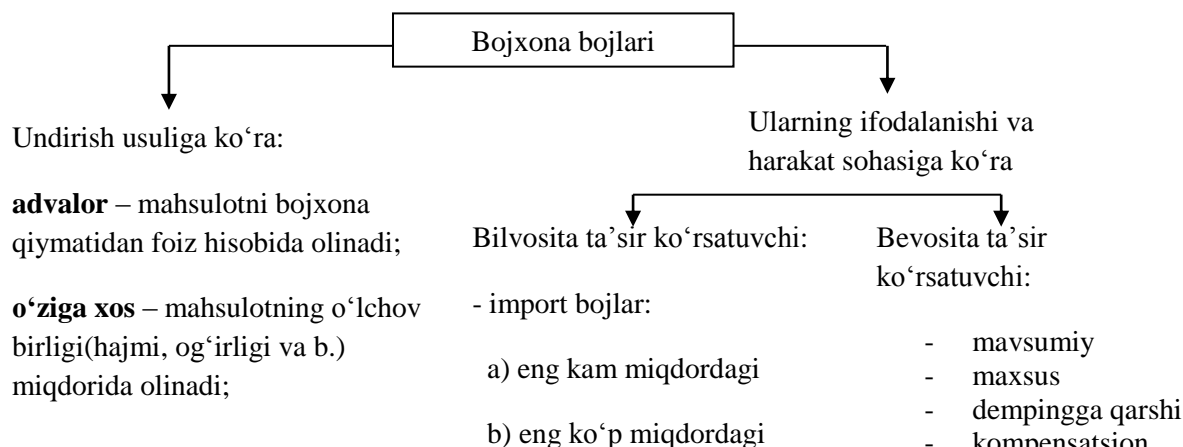 Bojxona bojlari
Undirish usuliga ko‘ra:
advalor – mahsulotni bojxona
qiymatidan foiz hisobida olinadi;
o‘ziga xos – mahsulotning o‘lchov
birligi(hajmi, og‘irligi va b.)
miqdorida olinadi;
Ularning ifodalanishi va
harakat sohasiga ko‘ra
Bilvosita ta’sir ko‘rsatuvchi:
- import bojlar:
a) eng kam miqdordagi
b) eng ko‘p miqdordagi
Bevosita ta’sir
ko‘rsatuvchi:
- mavsumiy
- maxsus
- dempingga qarshi
- kompensatsion